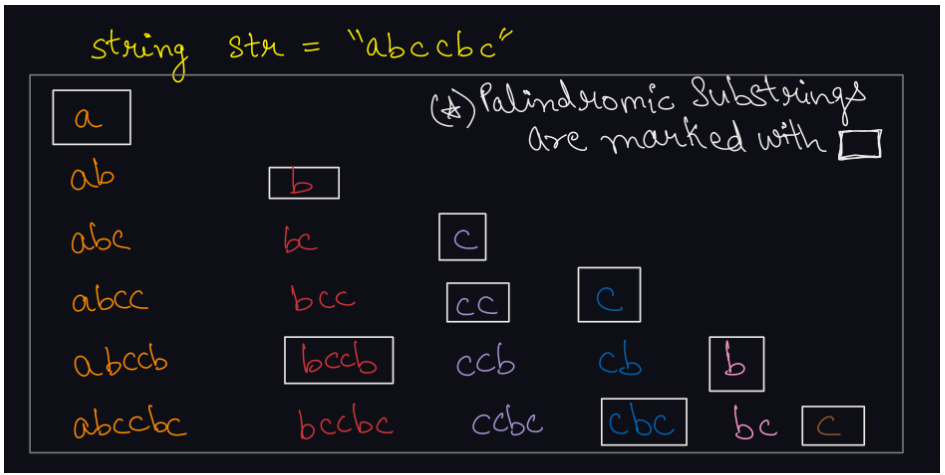 string str = "abccbc"
(*) Palindromic Substrings
are marked with
a
ab b
abc bc c
abcc bcc cc c
abccb bccb ccb cb b
abccbc bccbc ccbc cbc bc c